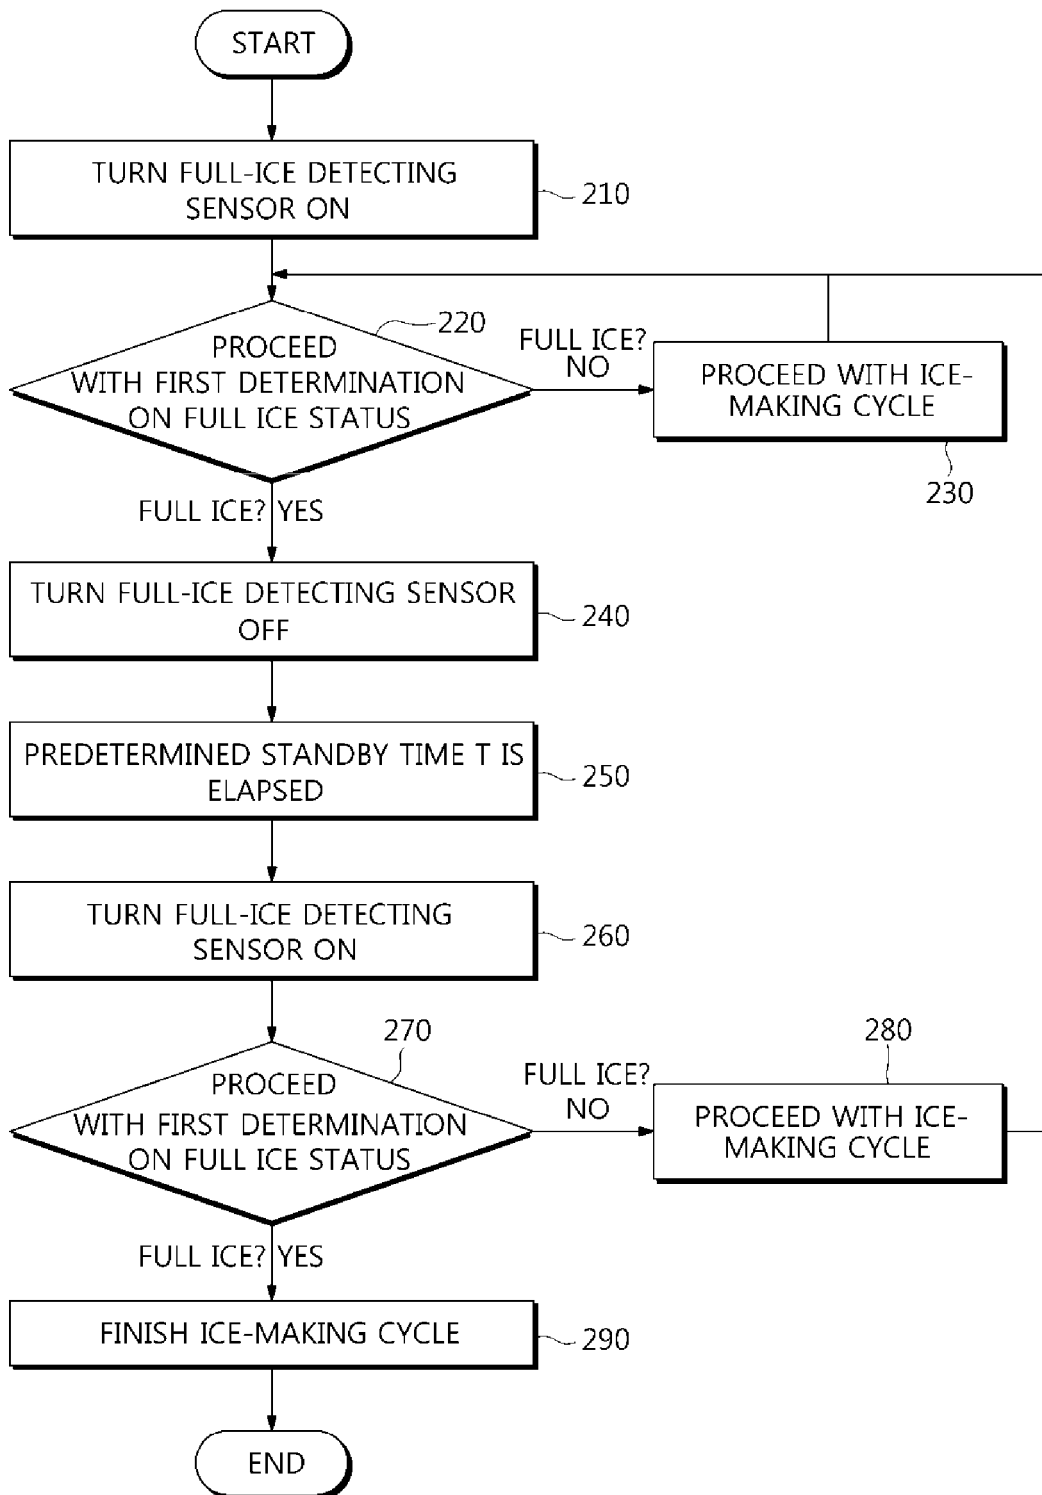 START
TURN FULL-ICE DETECTING
SENSOR ON
210
220
PROCEED
WITH FIRST DETERMINATION
ON FULL ICE STATUS
FULL ICE?
NO
PROCEED WITH ICE-
MAKING CYCLE
230
FULL ICE? YES
TURN FULL-ICE DETECTING SENSOR
OFF
240
PREDETERMINED STANDBY TIME T IS
ELAPSED
250
TURN FULL-ICE DETECTING
SENSOR ON
260
270
PROCEED
WITH FIRST DETERMINATION
ON FULL ICE STATUS
FULL ICE?
NO
280
PROCEED WITH ICE-
MAKING CYCLE
FULL ICE? YES
FINISH ICE-MAKING CYCLE
290
END